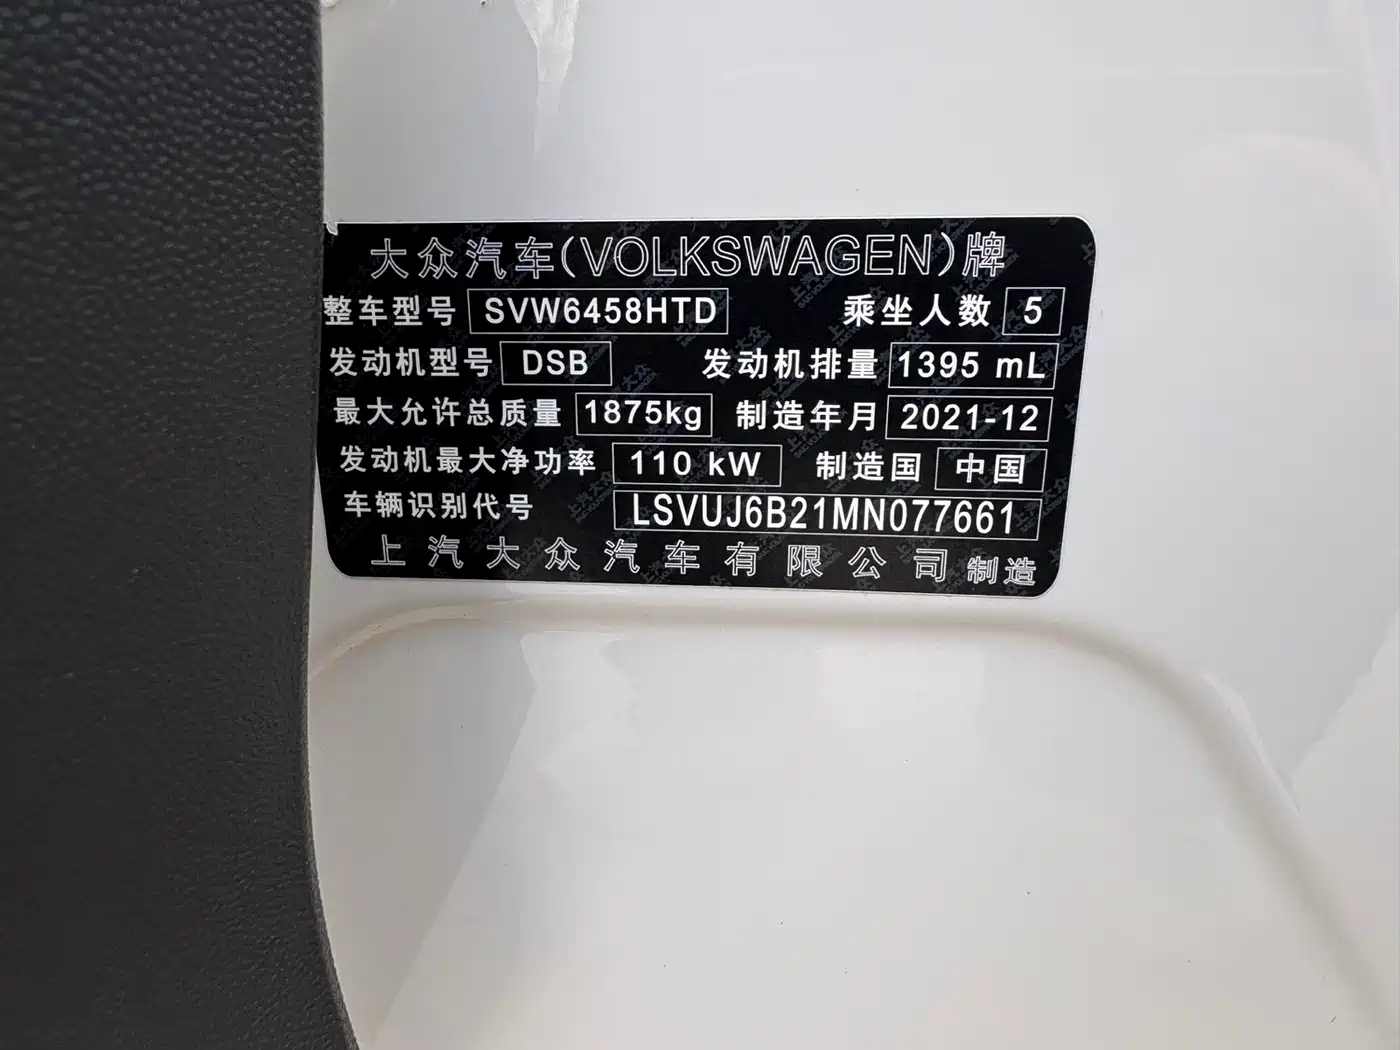 大众汽车(VOLKSWAGEN)牌
整车型号 SVW6458HTD 乘坐人数 5
发动机型号 DSB 发动机排量 1395 mL
最大允许总质量 1875kg 制造年月 2021-12
发动机最大净功率 110 kW 制造国 中国
车辆识别代号 LSVUJ6B21MN077661
上汽大众汽车有限公司 制造